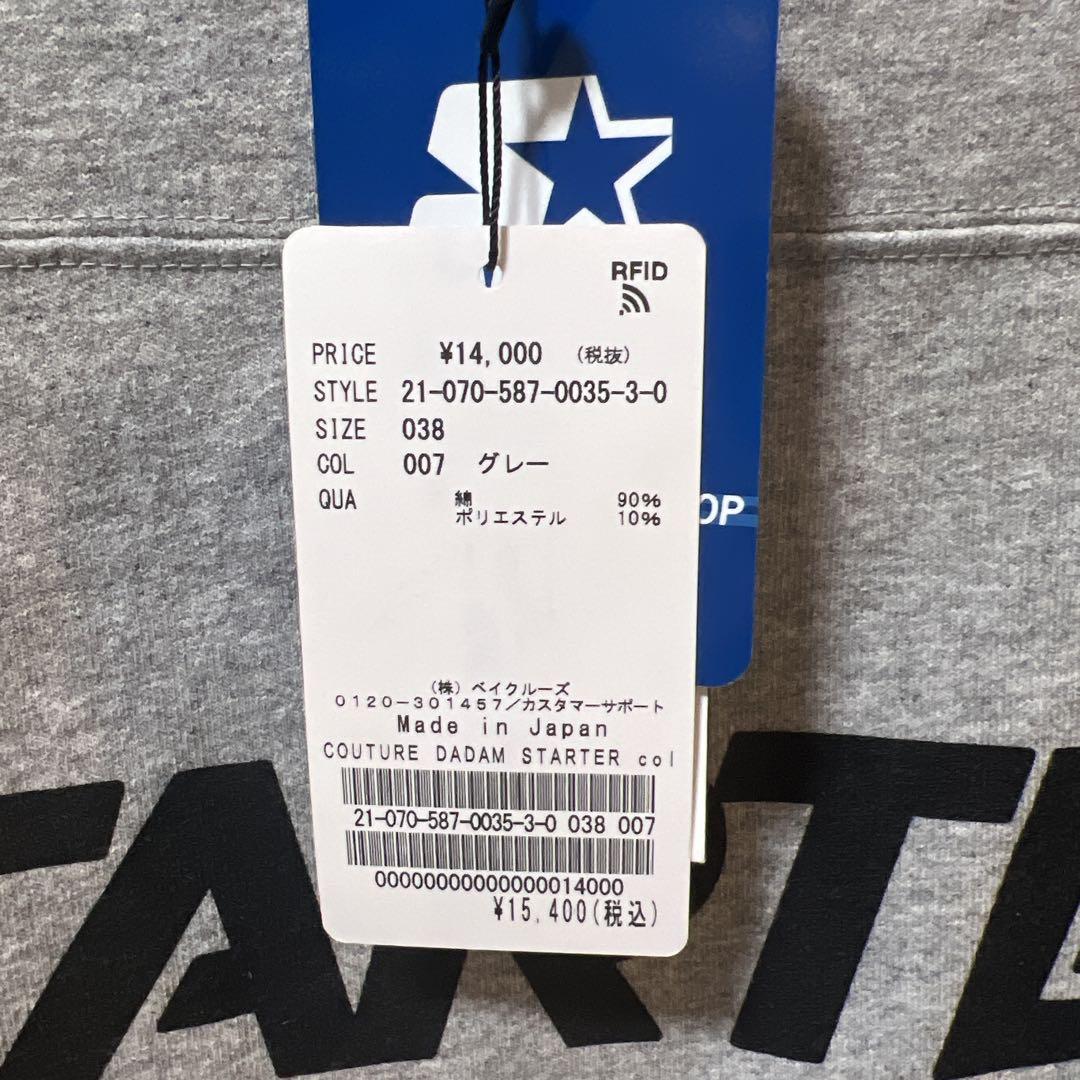 RFID
PRICE ¥14,000 (税抜)
STYLE 21-070-587-0035-3-0
SIZE 038
COL 007 グレー
QUA 綿 90%
ポリエステル 10%
OP
(株)ベイクルーズ
0120-301457/カスタマーサポート
Made in Japan
COUTURE DADAM STARTER col
21-070-587-0035-3-0 038 007
00000000000000014000
¥15,400(税込)
TARTE